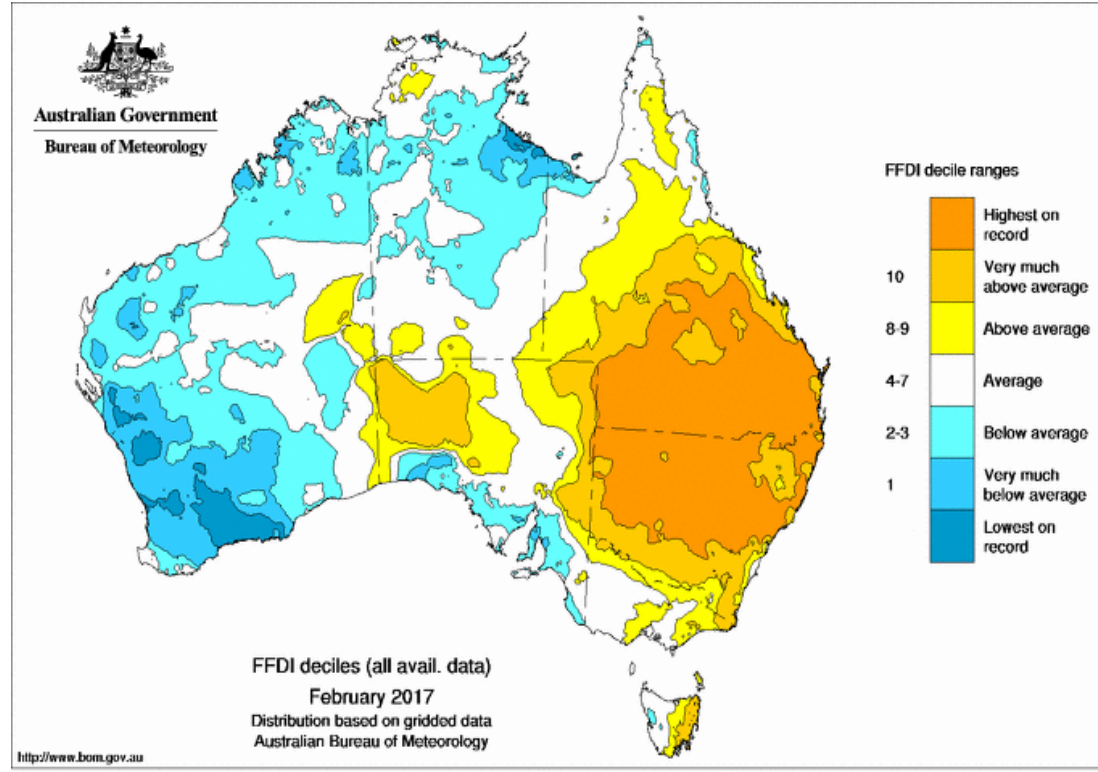 Australian Government
Bureau of Meteorology
FFDI decile ranges
Highest on
record
10
Very much
above average
8-9
Above average
4-7
Average
2-3
Below average
1
Very much
below average
Lowest on
record
FFDI deciles (all avail. data)
February 2017
Distribution based on gridded data
Australian Bureau of Meteorology
http://www.bom.gov.au